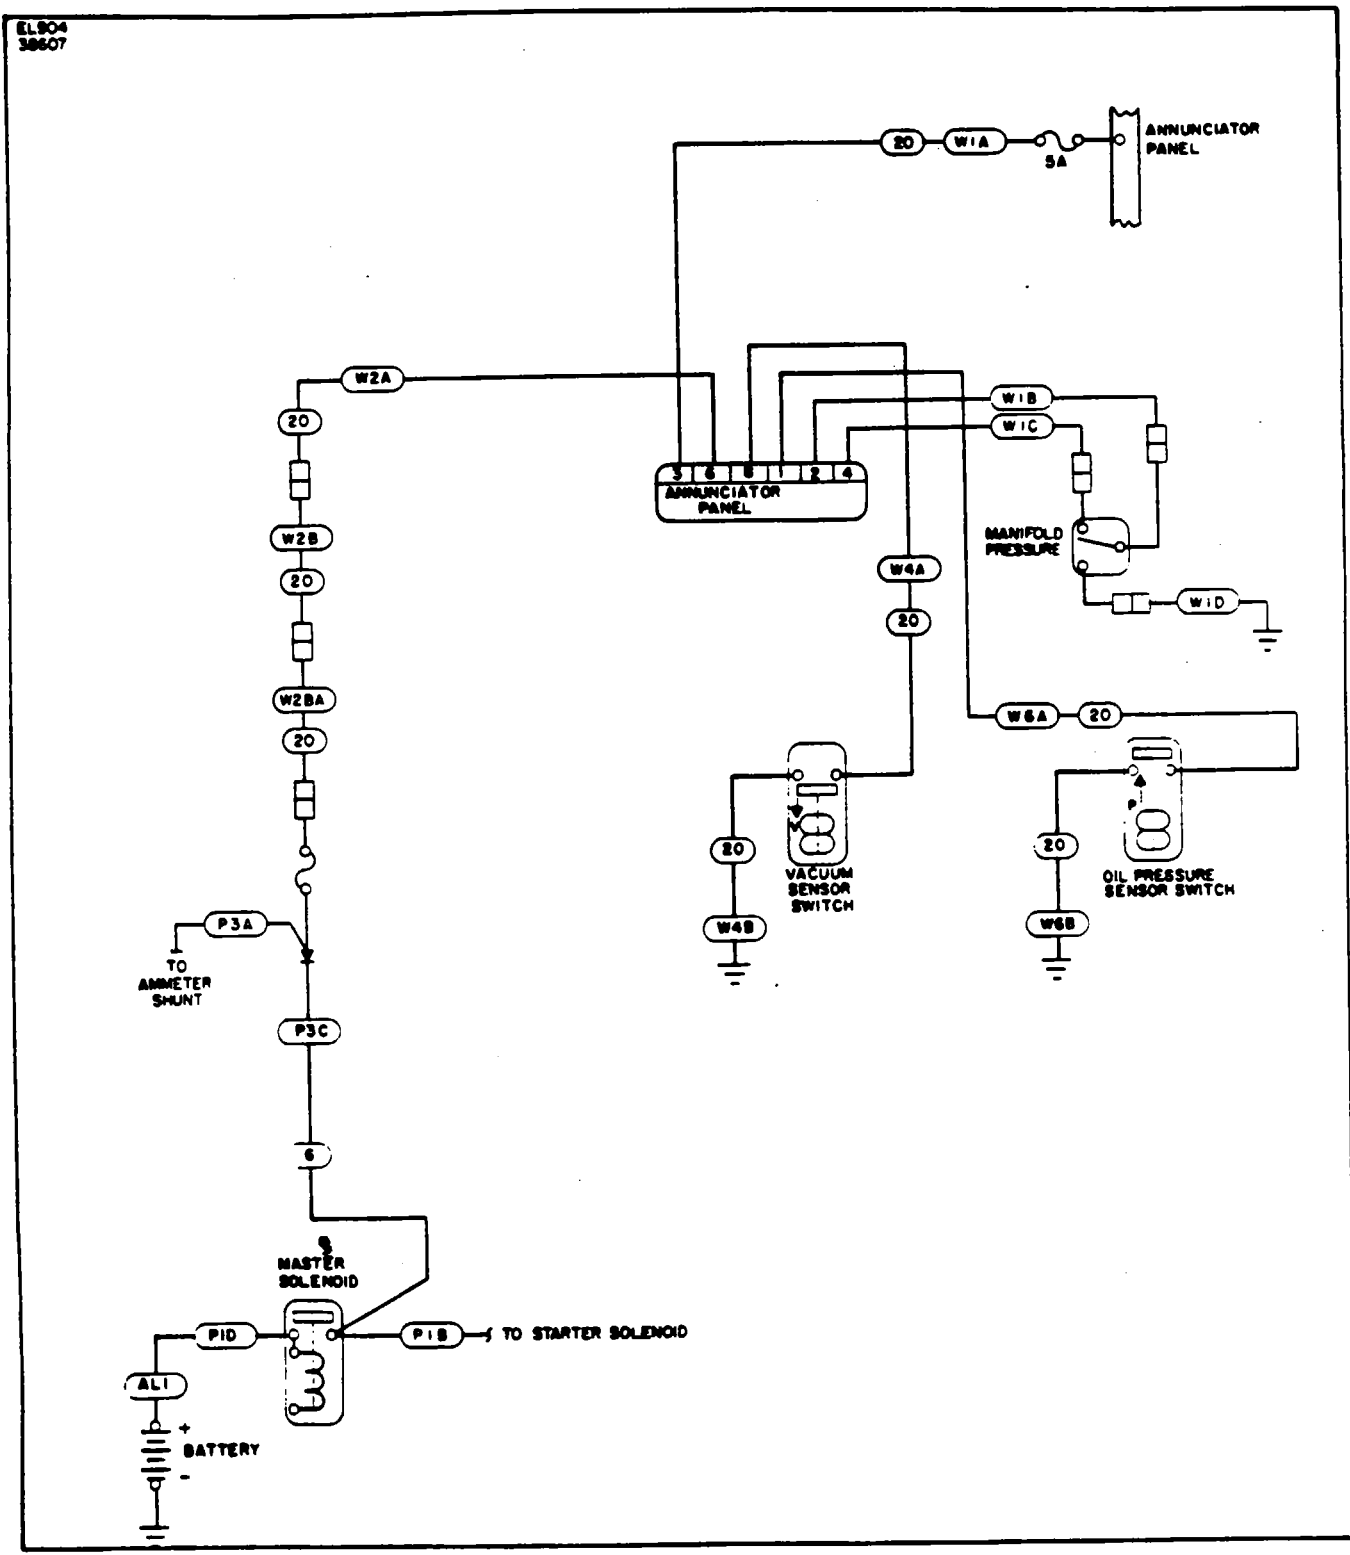 EL904
38607
20
W1A
5A
ANNUNCIATOR
PANEL
W2A
20
W1B
W1C
3 6 8 1 2 4
ANNUNCIATOR
PANEL
W2B
20
MANIFOLD
PRESSURE
W4A
20
W1D
W2BA
20
W6A
20
P
V
20
20
VACUUM
SENSOR
SWITCH
OIL PRESSURE
SENSOR SWITCH
P3A
W4B
W6B
TO
AMMETER
SHUNT
P3C
6
MASTER
SOLENOID
P1D
P1B
TO STARTER SOLENOID
AL1
+
BATTERY
-